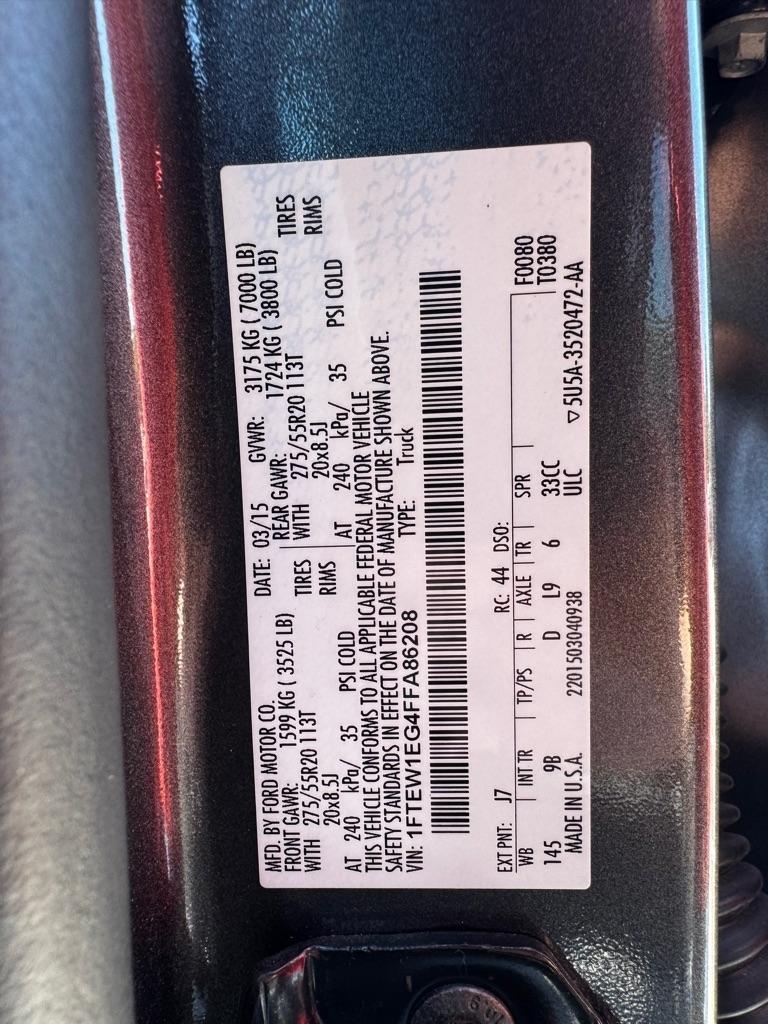 MFD. BY FORD MOTOR CO.
DATE: 03/15 GVWR: 3175 KG ( 7000 LB)
FRONT GAWR: 1599 KG ( 3525 LB)
REAR GAWR: 1724 KG ( 3800 LB)
WITH 275/55R20 113T TIRES
WITH 275/55R20 113T TIRES
20x8.5J RIMS
20x8.5J RIMS
AT 240 kPa/ 35 PSI COLD
AT 240 kPa/ 35 PSI COLD
THIS VEHICLE CONFORMS TO ALL APPLICABLE FEDERAL MOTOR VEHICLE
SAFETY STANDARDS IN EFFECT ON THE DATE OF MANUFACTURE SHOWN ABOVE.
VIN: 1FTEW1EG4FFA86208 TYPE: Truck
EXT PNT: J7 RC: 44 DSO: F0080
WB INT TR TP/PS R AXLE TR SPR T0380
145 9B D L9 6 33CC
MADE IN U.S.A. 2201503040938 ULC ▽5U5A-3520472-AA